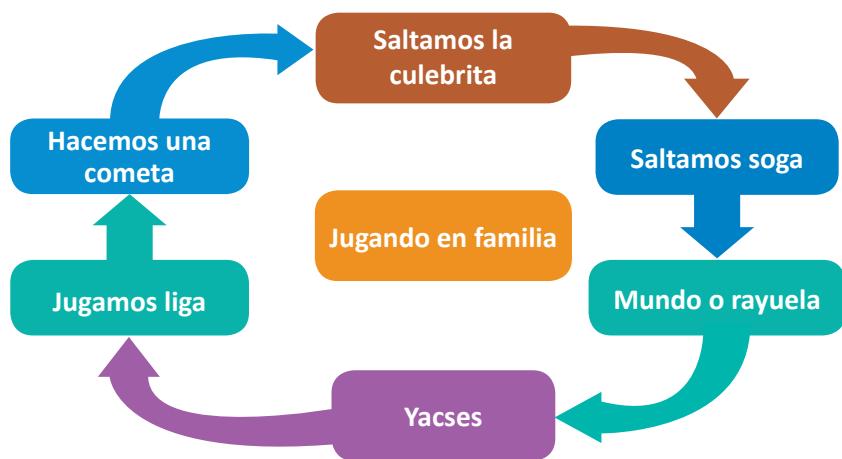 Saltamos la
culebrita
Hacemos una
cometa
Saltamos soga
Jugando en familia
Jugamos liga
Mundo o rayuela
Yacses